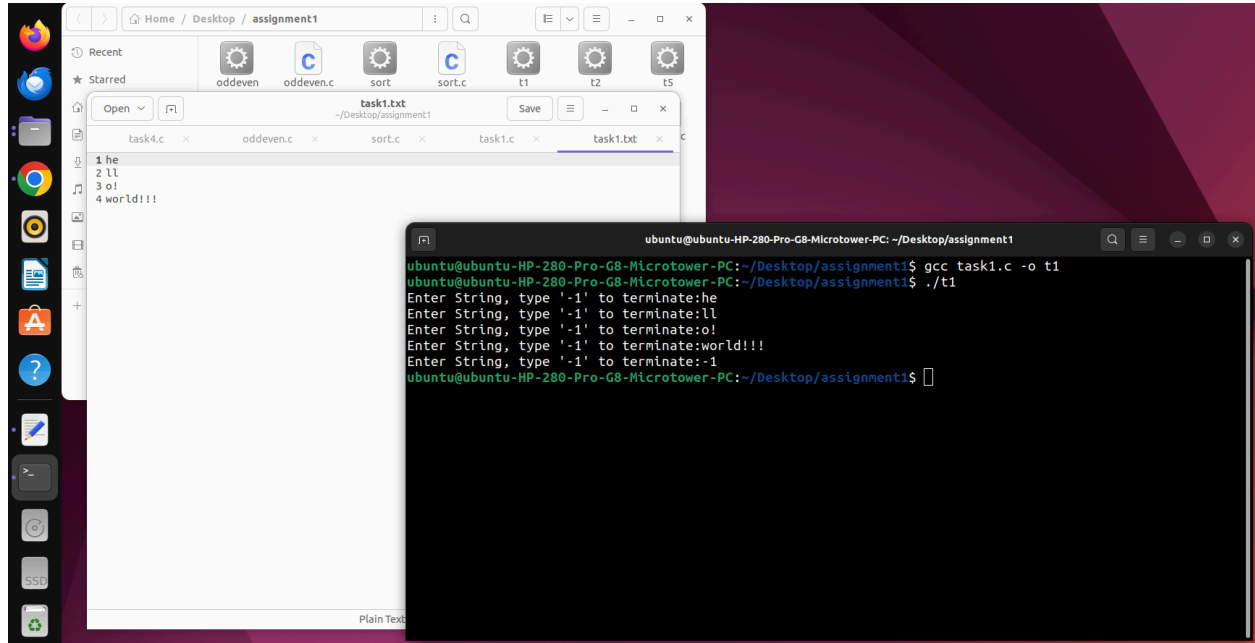 Home / Desktop / assignment1
Recent
Starred
oddeven
oddeven.c
sort
sort.c
t1
t2
t5
Open
task1.txt
~/Desktop/assignment1
Save
task4.c
oddeven.c
sort.c
task1.c
task1.txt
c
1 he
2 ll
3 o!
4 world!!!
Plain Text
ubuntu@ubuntu-HP-280-Pro-G8-Microtower-PC: ~/Desktop/assignment1
ubuntu@ubuntu-HP-280-Pro-G8-Microtower-PC:~/Desktop/assignment1$ gcc task1.c -o t1
ubuntu@ubuntu-HP-280-Pro-G8-Microtower-PC:~/Desktop/assignment1$ ./t1
Enter String, type '-1' to terminate:he
Enter String, type '-1' to terminate:ll
Enter String, type '-1' to terminate:o!
Enter String, type '-1' to terminate:world!!!
Enter String, type '-1' to terminate:-1
ubuntu@ubuntu-HP-280-Pro-G8-Microtower-PC:~/Desktop/assignment1$
SSD